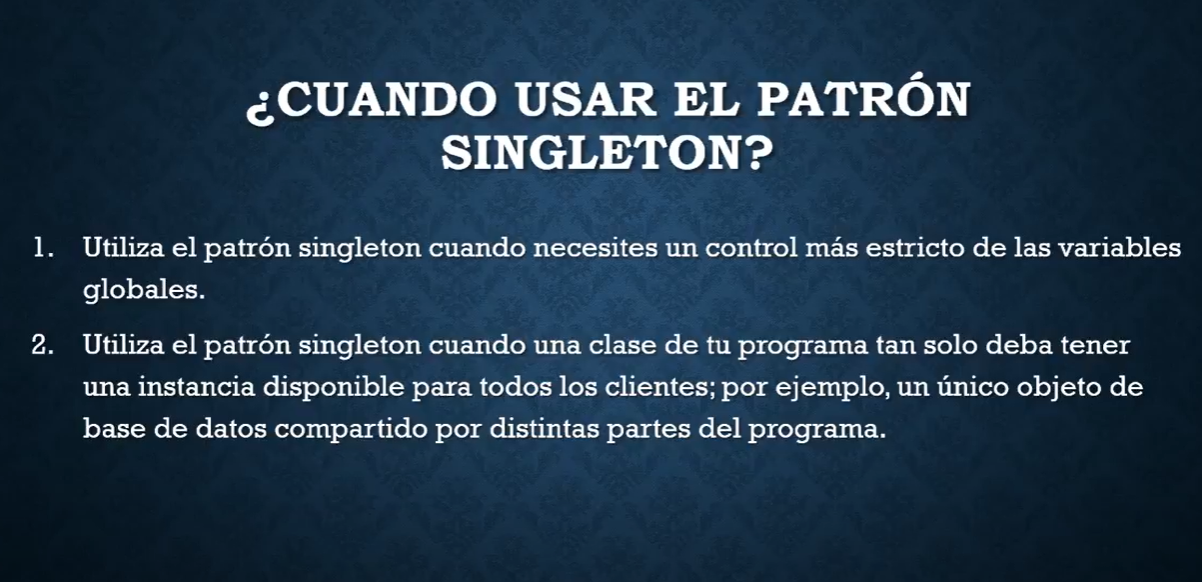 ¿CUANDO USAR EL PATRÓN
SINGLETON?
1. Utiliza el patrón singleton cuando necesites un control más estricto de las variables
globales.
2. Utiliza el patrón singleton cuando una clase de tu programa tan solo deba tener
una instancia disponible para todos los clientes; por ejemplo, un único objeto de
base de datos compartido por distintas partes del programa.